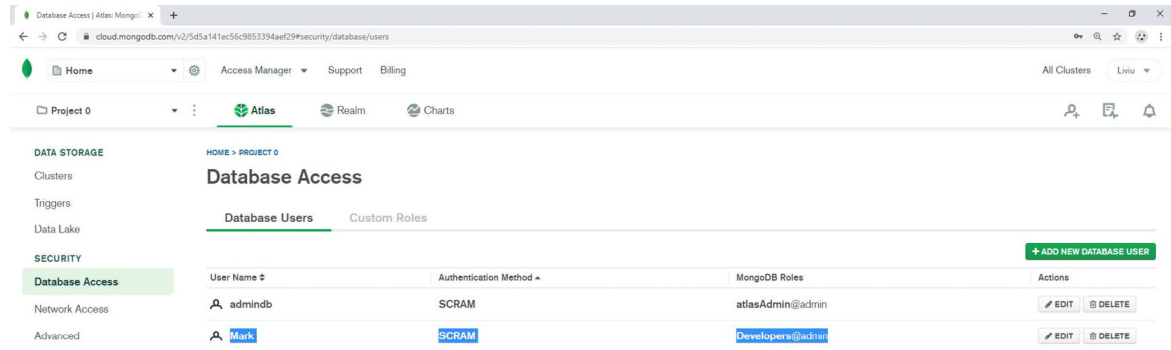 Database Access | Atlas: MongoD
cloud.mongodb.com/v2/5d5a141ec56c9853394aef29#security/database/users
Home Access Manager Support Billing All Clusters Liviu
Project 0 Atlas Realm Charts
DATA STORAGE
Clusters
Triggers
Data Lake
SECURITY
Database Access
Network Access
Advanced
HOME > PROJECT 0
Database Access
Database Users Custom Roles
+ ADD NEW DATABASE USER
User Name Authentication Method MongoDB Roles Actions
admindb SCRAM atlasAdmin@admin EDIT DELETE
Mark SCRAM Developers@admin EDIT DELETE